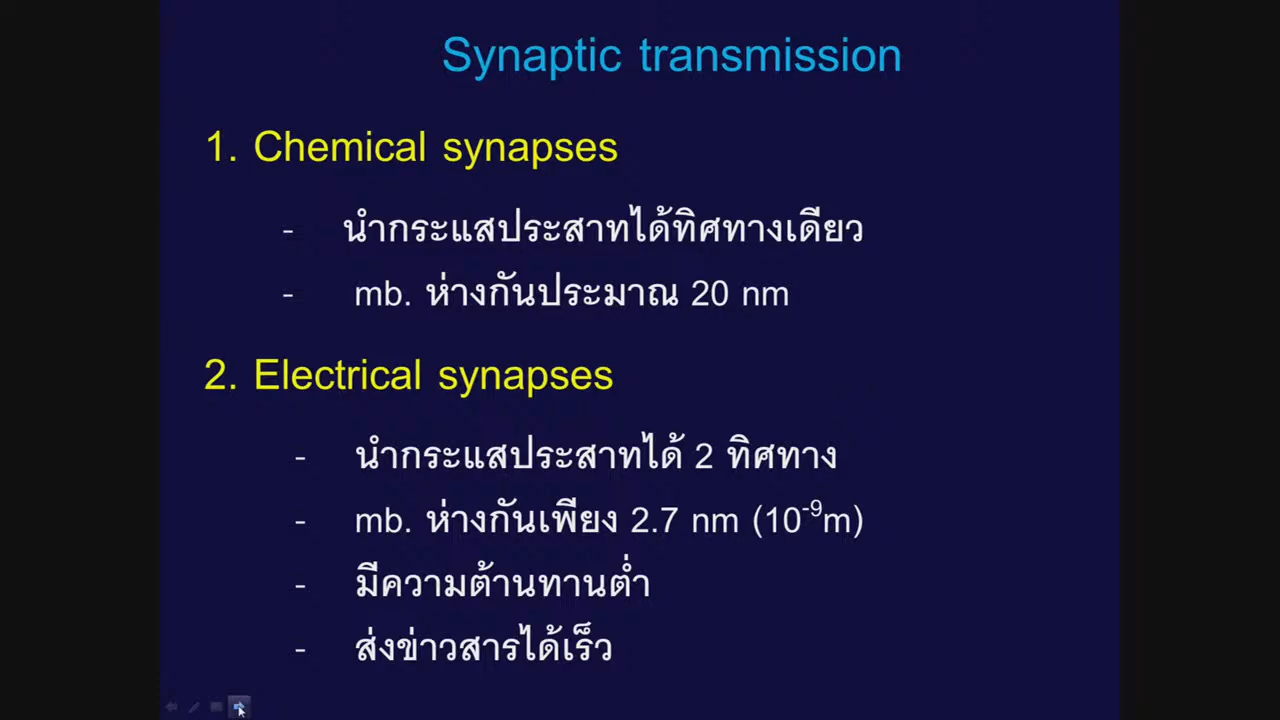 Synaptic transmission
1. Chemical synapses
- นำกระแสประสาทได้ทิศทางเดียว
- mb. ห่างกันประมาณ 20 nm
2. Electrical synapses
- นำกระแสประสาทได้ 2 ทิศทาง
- mb. ห่างกันเพียง 2.7 nm (10⁻⁹m)
- มีความต้านทานต่ำ
- ส่งข่าวสารได้เร็ว